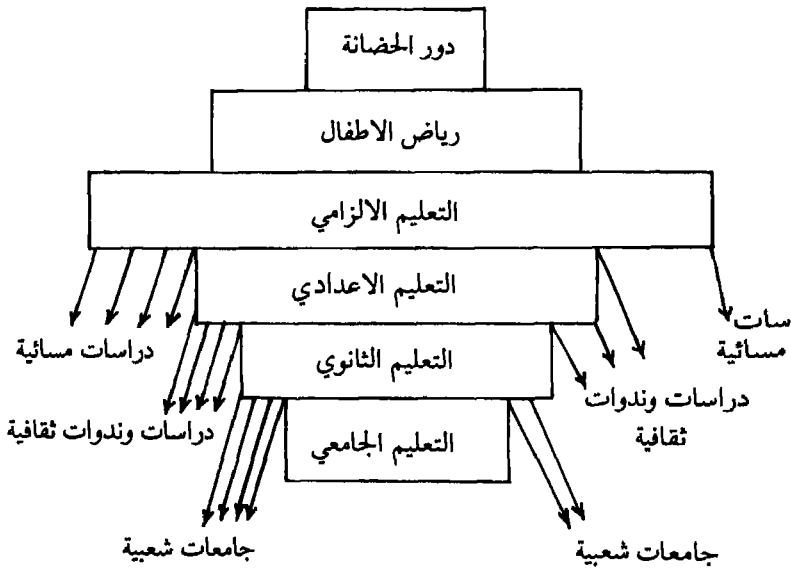 دور الحضانة
رياض الاطفال
التعليم الالزامي
التعليم الاعدادي
سات
مسائية
دراسات مسائية
التعليم الثانوي
دراسات وندوات
ثقافية
دراسات وندوات ثقافية
التعليم الجامعي
جامعات شعبية
جامعات شعبية